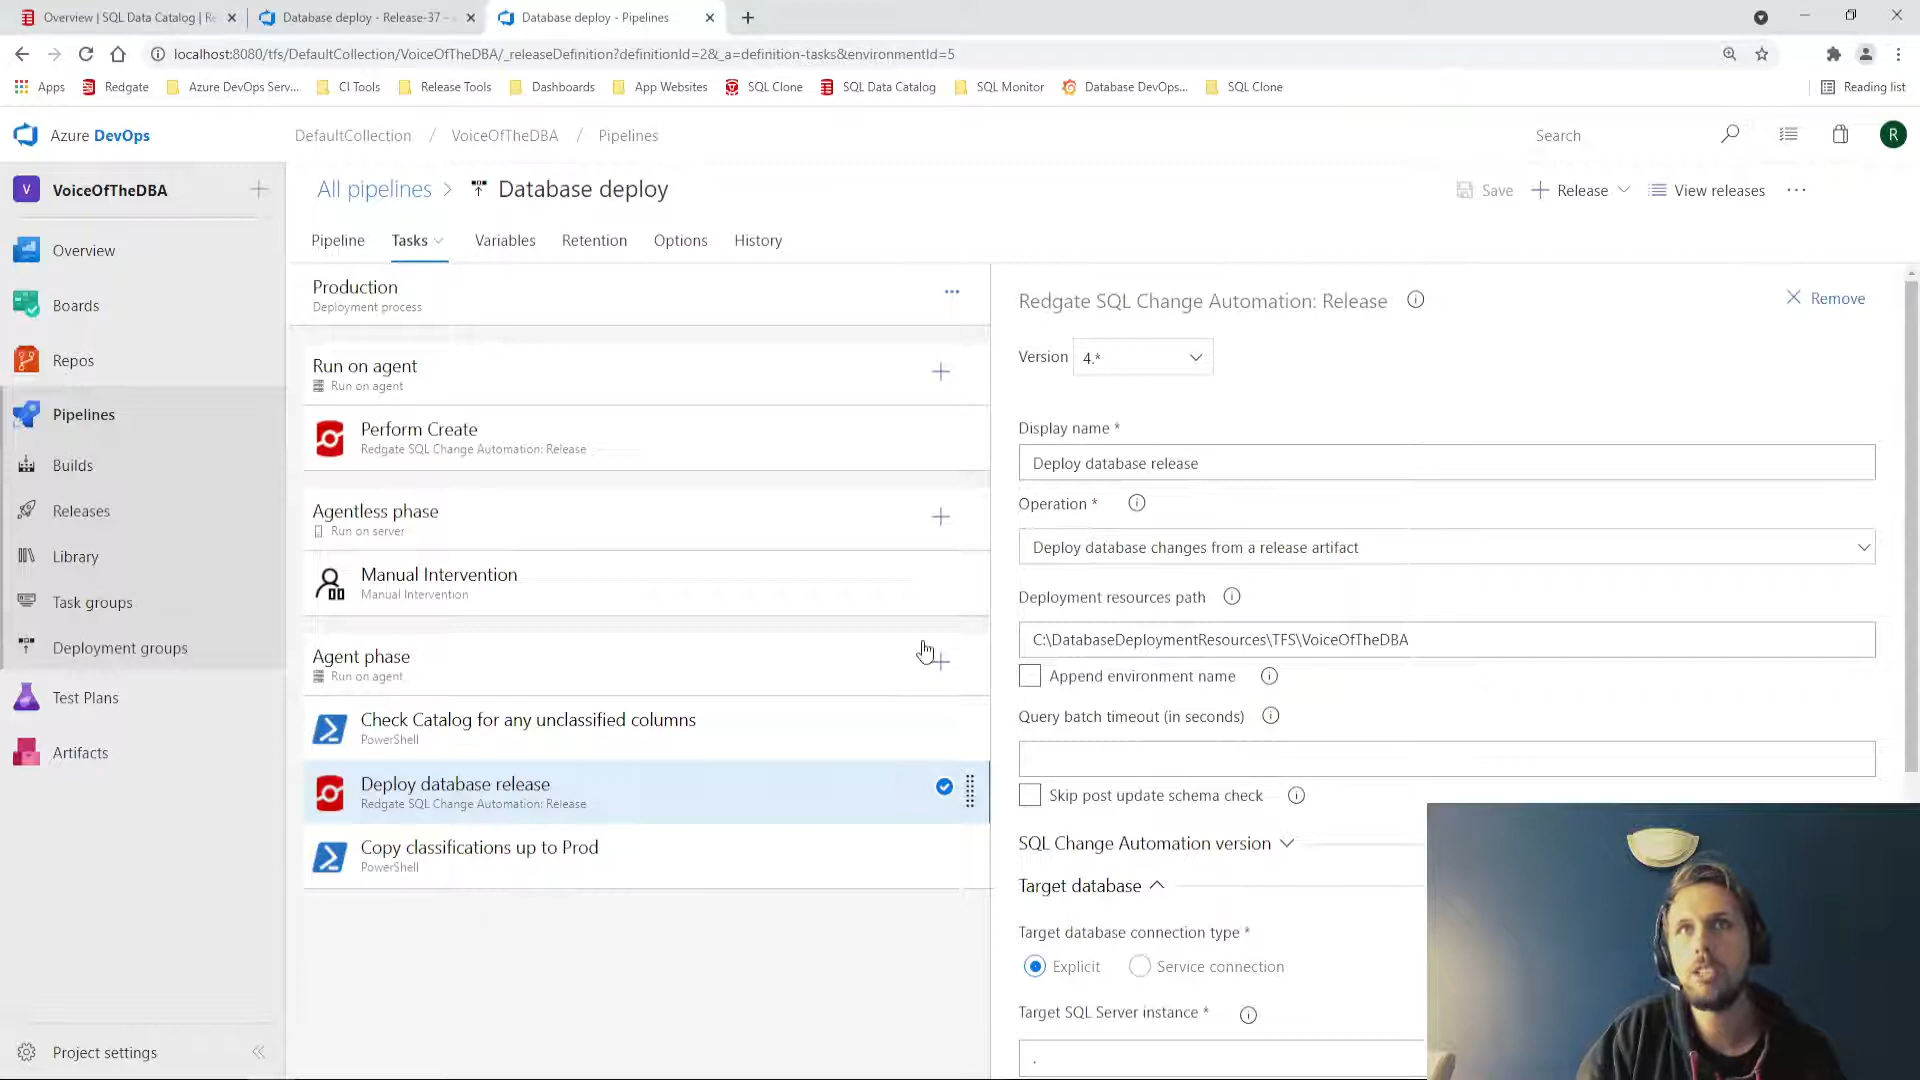 Overview | SQL Data Catalog | Re
Database deploy - Release-37 -
Database deploy - Pipelines
localhost:8080/tfs/DefaultCollection/VoiceOfTheDBA/_releaseDefinition?definitionId=2&_a=definition-tasks&environmentId=5
Apps
Redgate
Azure DevOps Serv...
CI Tools
Release Tools
Dashboards
App Websites
SQL Clone
SQL Data Catalog
SQL Monitor
Database DevOps...
SQL Clone
Reading list
Azure DevOps
DefaultCollection / VoiceOfTheDBA / Pipelines
Search
R
V
VoiceOfTheDBA
Overview
Boards
Repos
Pipelines
Builds
Releases
Library
Task groups
Deployment groups
Test Plans
Artifacts
Project settings
All pipelines > Database deploy
Save
Release
View releases
Pipeline
Tasks
Variables
Retention
Options
History
Production
Deployment process
Run on agent
Run on agent
Perform Create
Redgate SQL Change Automation: Release
Agentless phase
Run on server
Manual Intervention
Manual Intervention
Agent phase
Run on agent
Check Catalog for any unclassified columns
PowerShell
Deploy database release
Redgate SQL Change Automation: Release
Copy classifications up to Prod
PowerShell
Redgate SQL Change Automation: Release
Remove
Version 4.*
Display name *
Deploy database release
Operation *
Deploy database changes from a release artifact
Deployment resources path
C:\DatabaseDeploymentResources\TFS\VoiceOfTheDBA
Append environment name
Query batch timeout (in seconds)
Skip post update schema check
SQL Change Automation version
Target database
Target database connection type *
Explicit
Service connection
Target SQL Server instance *
.